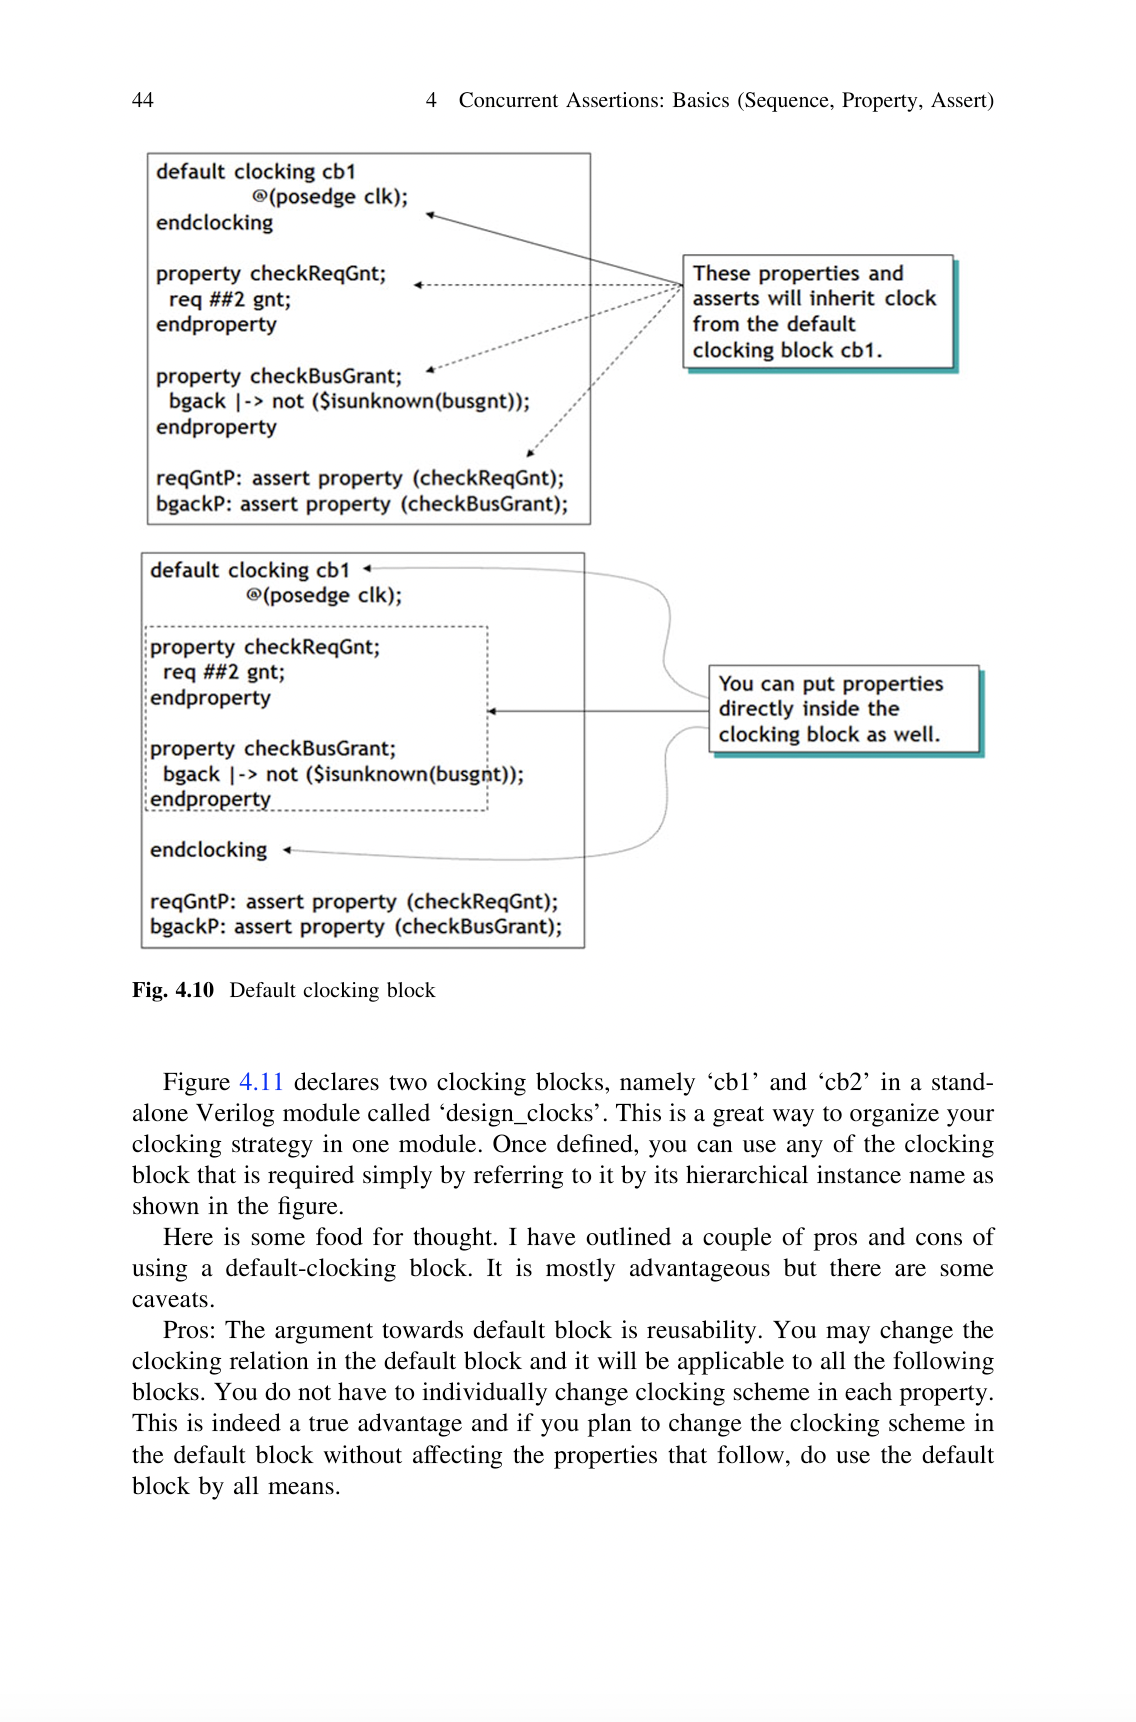 44
4 Concurrent Assertions: Basics (Sequence, Property, Assert)
default clocking cb1
@(posedge clk);
endclocking
property checkReqGnt;
req ##2 gnt;
endproperty
property checkBusGrant;
bgack |-> not ($isunknown(busgnt));
endproperty
reqGntP: assert property (checkReqGnt);
bgackP: assert property (checkBusGrant);
These properties and
asserts will inherit clock
from the default
clocking block cb1.
default clocking cb1
@(posedge clk);
property checkReqGnt;
req ##2 gnt;
endproperty
property checkBusGrant;
bgack |-> not ($isunknown(busgnt));
endproperty
endclocking
reqGntP: assert property (checkReqGnt);
bgackP: assert property (checkBusGrant);
You can put properties
directly inside the
clocking block as well.
Fig. 4.10 Default clocking block
Figure 4.11 declares two clocking blocks, namely ‘cb1’ and ‘cb2’ in a stand-
alone Verilog module called ‘design_clocks’. This is a great way to organize your
clocking strategy in one module. Once defined, you can use any of the clocking
block that is required simply by referring to it by its hierarchical instance name as
shown in the figure.
Here is some food for thought. I have outlined a couple of pros and cons of
using a default-clocking block. It is mostly advantageous but there are some
caveats.
Pros: The argument towards default block is reusability. You may change the
clocking relation in the default block and it will be applicable to all the following
blocks. You do not have to individually change clocking scheme in each property.
This is indeed a true advantage and if you plan to change the clocking scheme in
the default block without affecting the properties that follow, do use the default
block by all means.